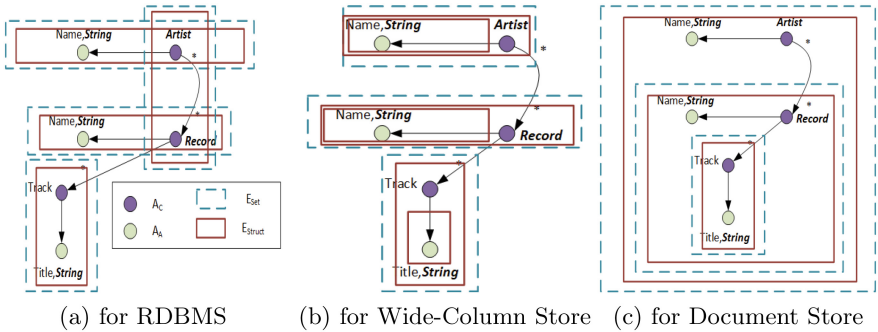 Name,String
Artist
*
*
Name,String
Record
*
Track
Title,String
A_C
E_Set
A_A
E_Struct
(a) for RDBMS
Name,String
Artist
*
*
Name,String
Record
*
Track
Title,String
(b) for Wide-Column Store
Name,String
Artist
*
*
Name,String
Record
*
Track
Title,String
(c) for Document Store